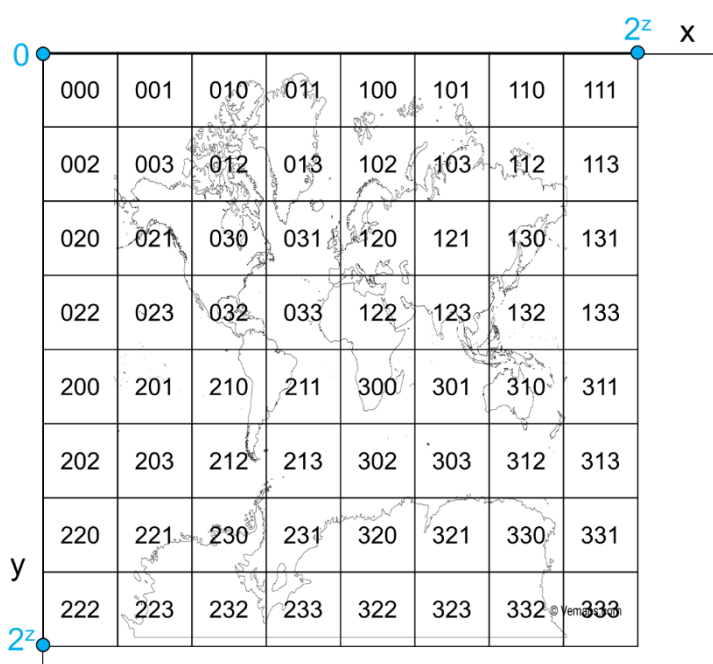 2ᶻ x
0
000 001 010 011 100 101 110 111
002 003 012 013 102 103 112 113
020 021 030 031 120 121 130 131
022 023 032 033 122 123 132 133
200 201 210 211 300 301 310 311
202 203 212 213 302 303 312 313
220 221 230 231 320 321 330 331
y
222 223 232 233 322 323 332 © Vemaps.com 333
2ᶻ